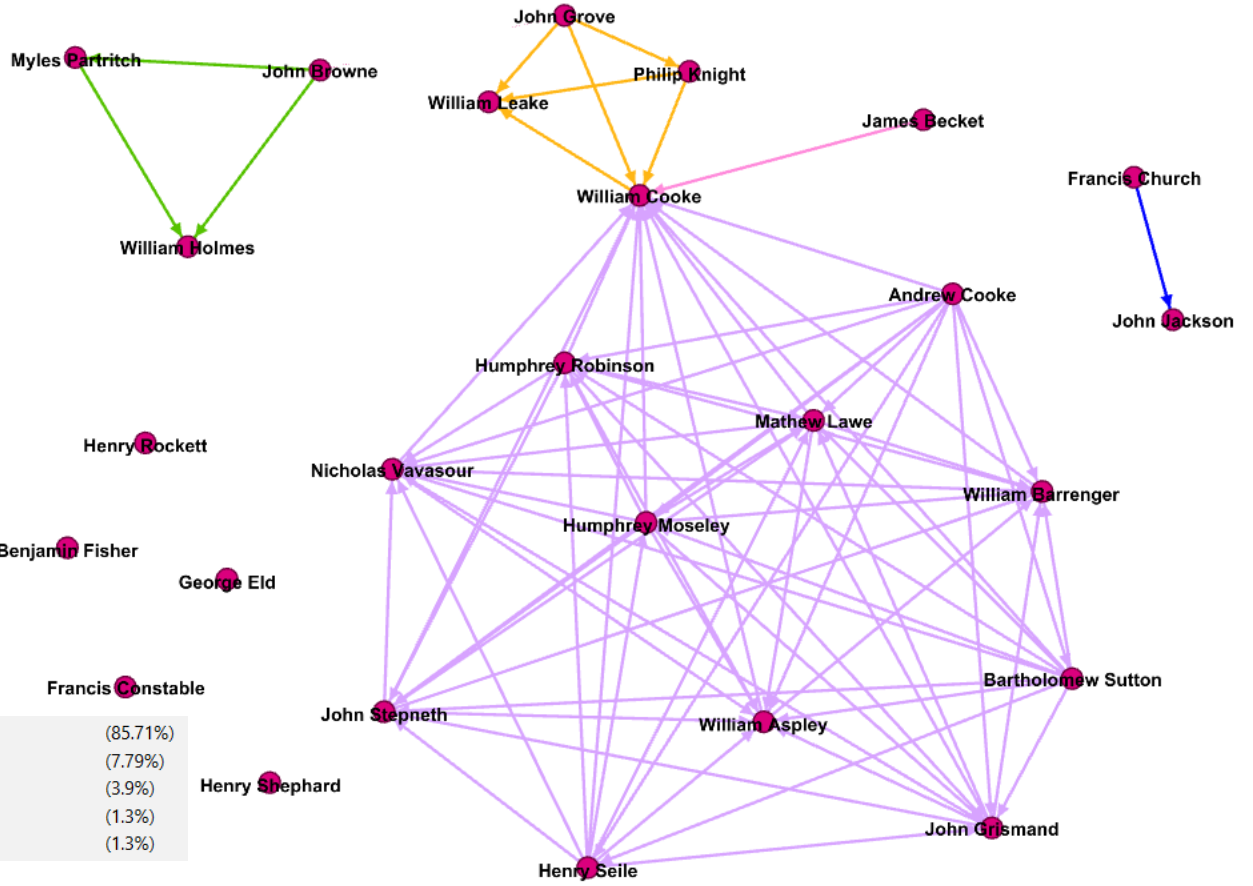 John Grove
Myles Partritch
John Browne
Philip Knight
William Leake
James Becket
Francis Church
William Cooke
William Holmes
Andrew Cooke
John Jackson
Humphrey Robinson
Mathew Lawe
Henry Rockett
Nicholas Vavasour
William Barrenger
Humphrey Moseley
Benjamin Fisher
George Eld
Bartholomew Sutton
Francis Constable
John Stepneth
William Aspley
(85.71%)
(7.79%)
(3.9%)
(1.3%)
(1.3%)
Henry Shephard
John Grismand
Henry Seile